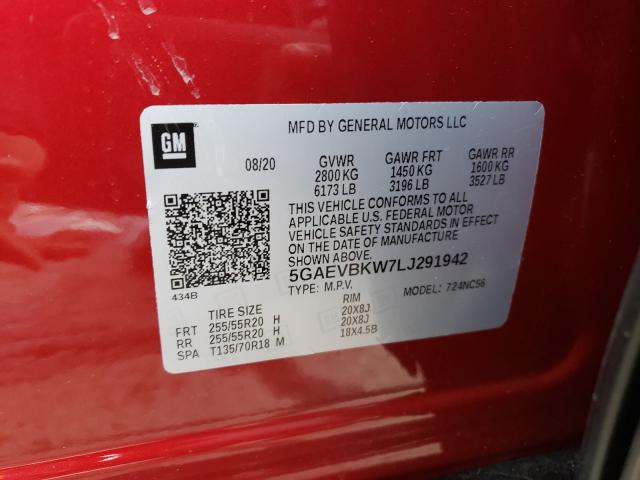 GM
MFD BY GENERAL MOTORS LLC
08/20 GVWR GAWR FRT GAWR RR
2800 KG 1450 KG 1600 KG
6173 LB 3196 LB 3527 LB
THIS VEHICLE CONFORMS TO ALL
APPLICABLE U.S. FEDERAL MOTOR
VEHICLE SAFETY STANDARDS IN EFFECT
ON THE DATE OF MANUFACTURE
SHOWN ABOVE.
5GAEVBKW7LJ291942
434B TYPE: M.P.V. MODEL: 724NC56
TIRE SIZE RIM
FRT 255/55R20 H 20X8J
RR 255/55R20 H 20X8J
SPA T135/70R18 M 18X4.5B